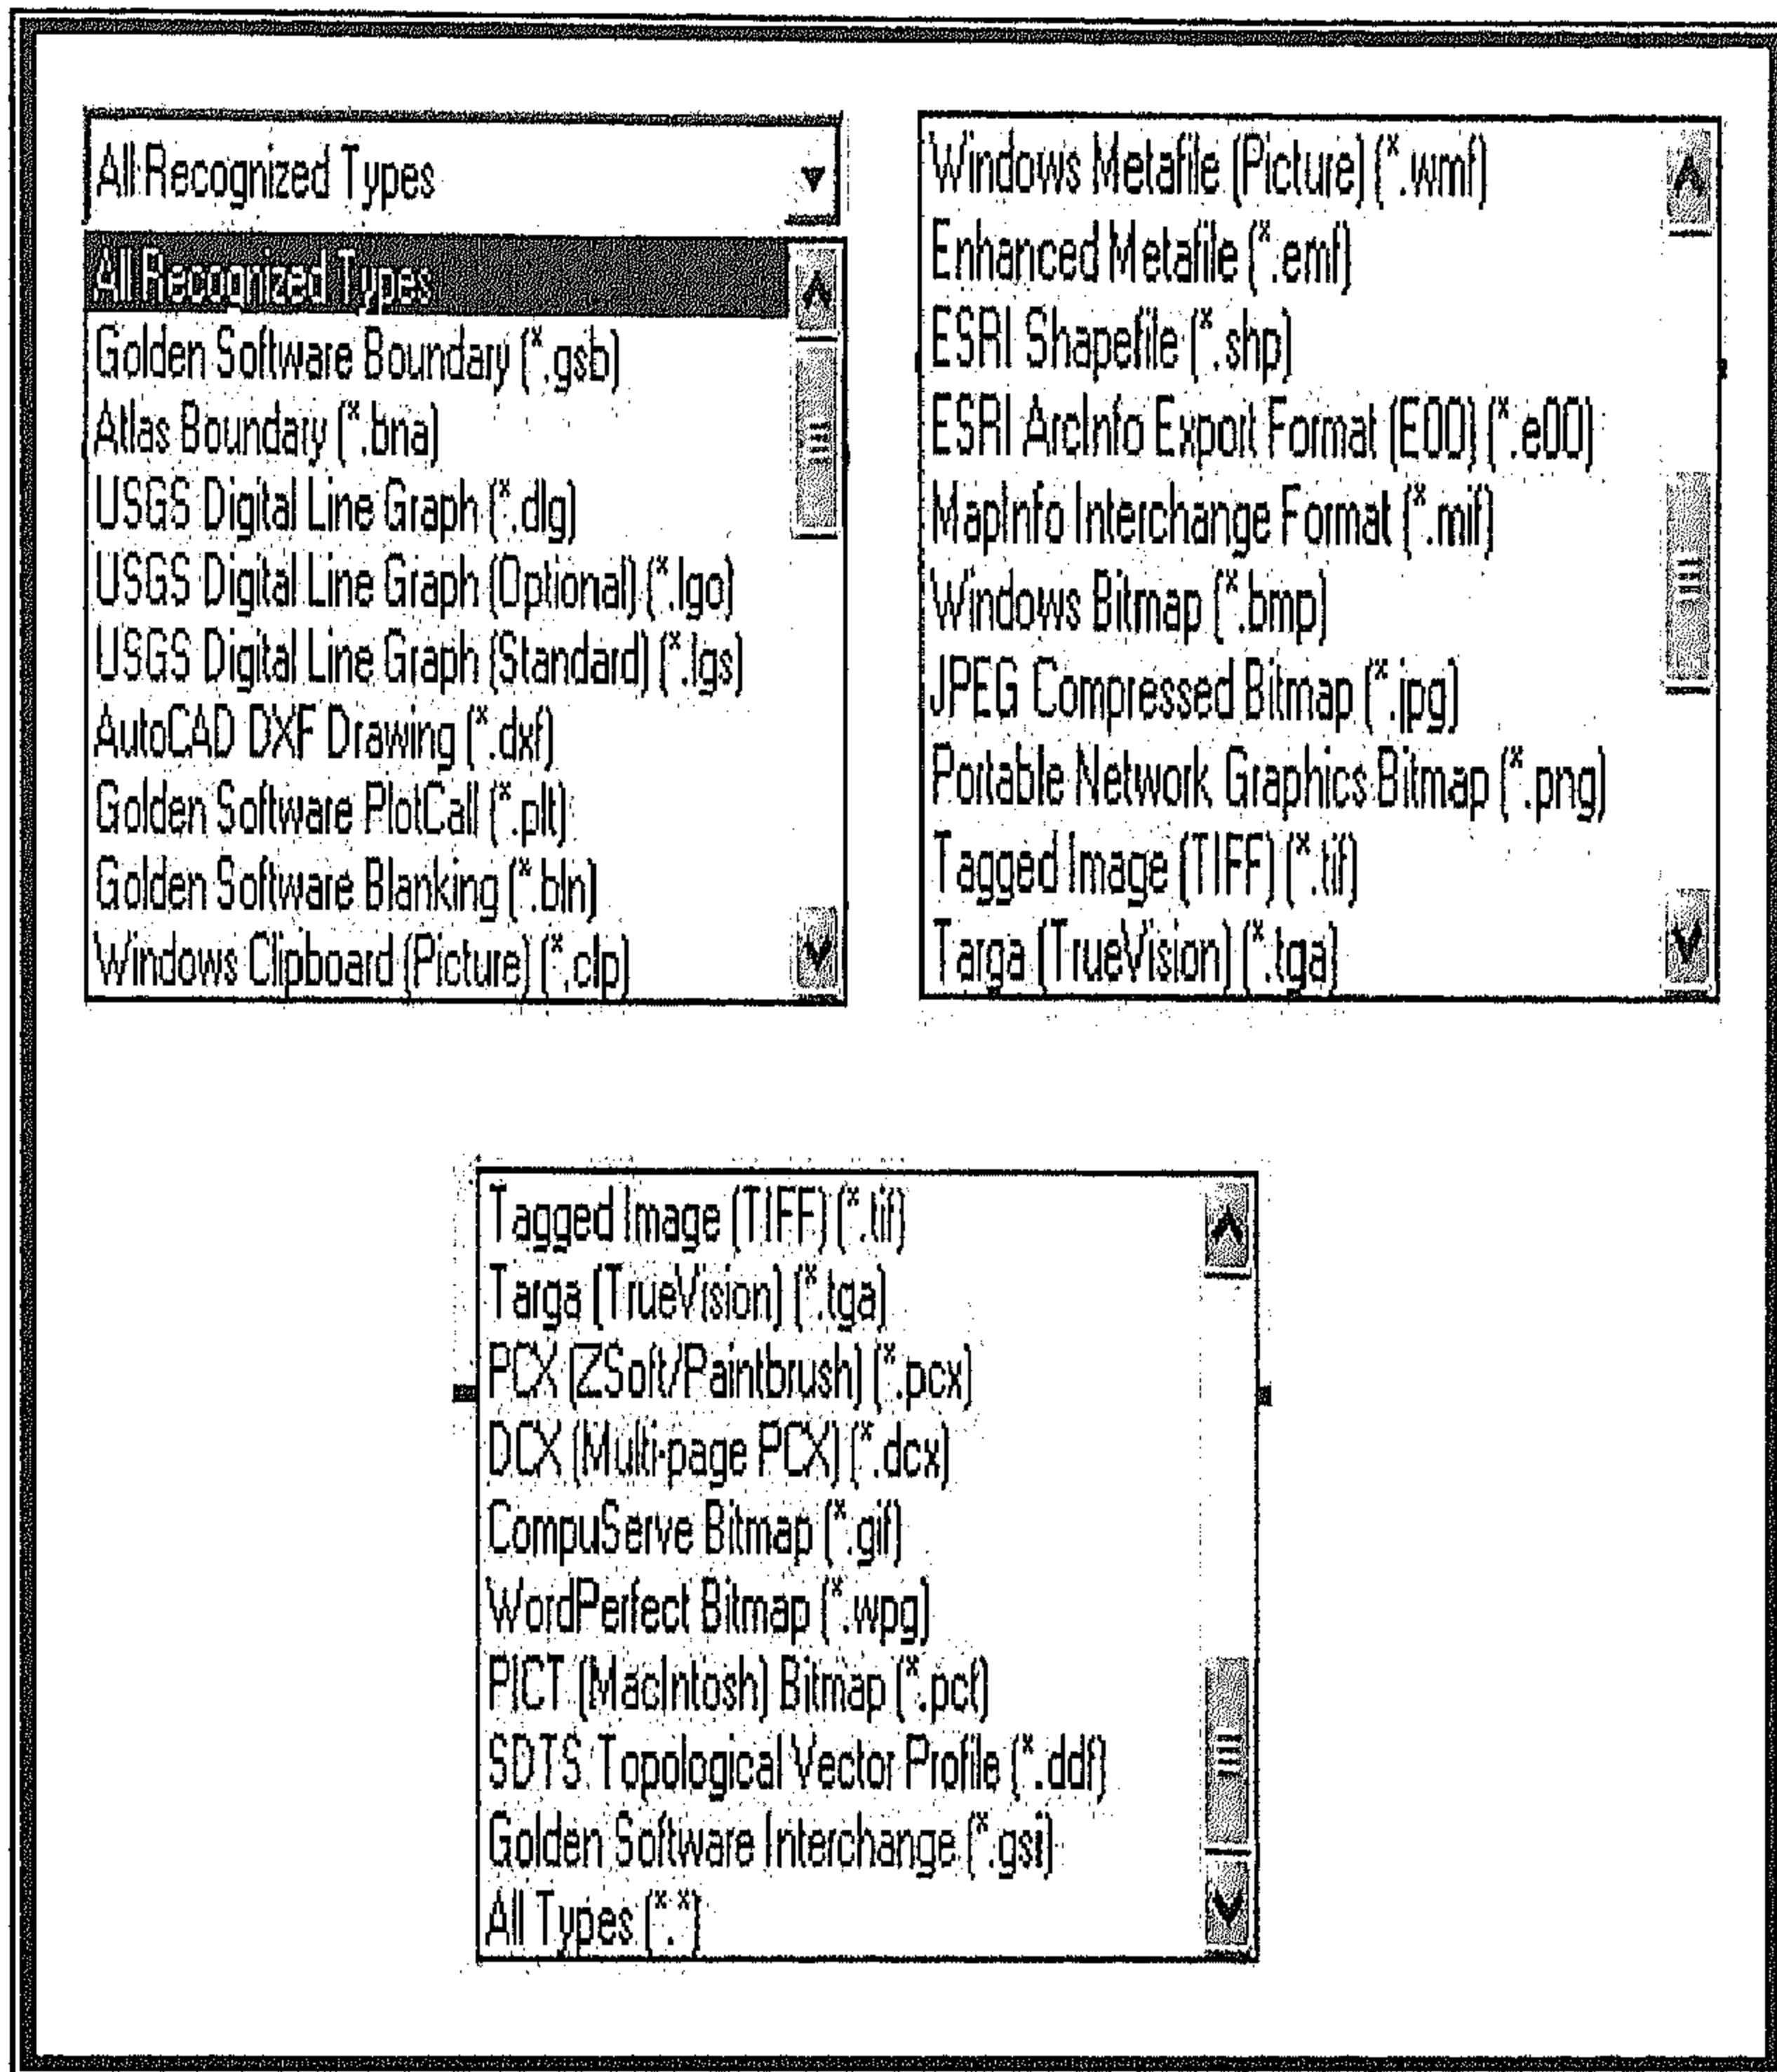 All Recognized Types
All Recognized Types
Golden Software Boundary (*.gsb)
Atlas Boundary (*.bna)
USGS Digital Line Graph (*.dlg)
USGS Digital Line Graph (Optional) (*.lgo)
USGS Digital Line Graph (Standard) (*.lgs)
AutoCAD DXF Drawing (*.dxf)
Golden Software PlotCall (*.plt)
Golden Software Blanking (*.bln)
Windows Clipboard (Picture) (*.clp)
Windows Metafile (Picture) (*.wmf)
Enhanced Metafile (*.emf)
ESRI Shapefile (*.shp)
ESRI ArcInfo Export Format (E00) (*.e00)
MapInfo Interchange Format (*.mif)
Windows Bitmap (*.bmp)
JPEG Compressed Bitmap (*.jpg)
Portable Network Graphics Bitmap (*.png)
Tagged Image (TIFF) (*.tif)
Targa (TrueVision) (*.tga)
Tagged Image (TIFF) (*.tif)
Targa (TrueVision) (*.tga)
PCX (ZSoft/Paintbrush) (*.pcx)
DCX (Multi-page PCX) (*.dcx)
CompuServe Bitmap (*.gif)
WordPerfect Bitmap (*.wpg)
PICT (MacIntosh) Bitmap (*.pct)
SDTS Topological Vector Profile (*.ddf)
Golden Software Interchange (*.gsi)
All Types (*.*)